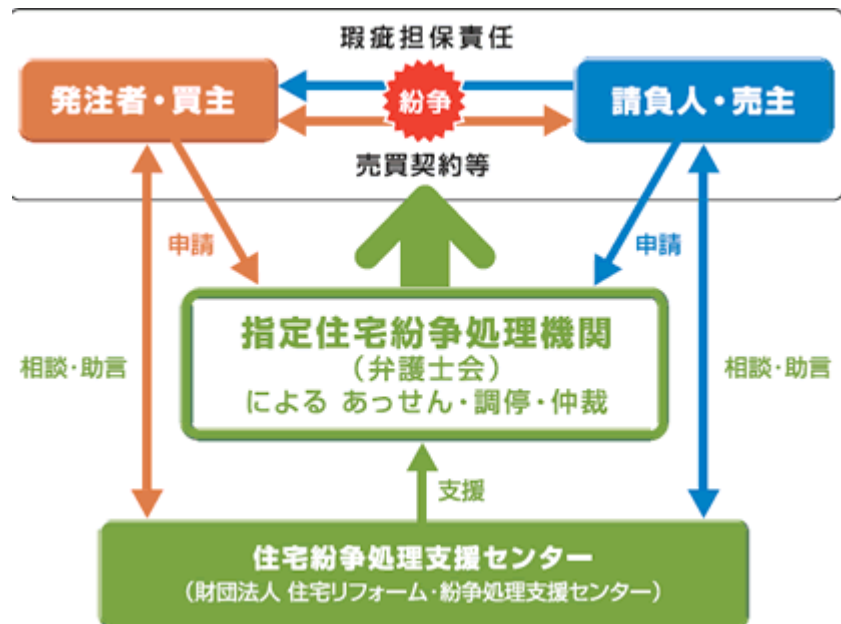 瑕疵担保責任
発注者・買主
紛争
請負人・売主
売買契約等
申請
申請
指定住宅紛争処理機関
（弁護士会）
による あっせん・調停・仲裁
相談・助言
相談・助言
支援
住宅紛争処理支援センター
（財団法人 住宅リフォーム・紛争処理支援センター）